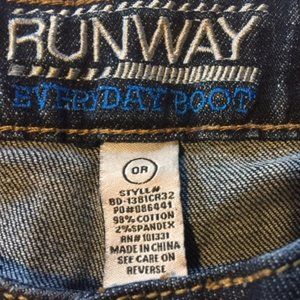 RUNWAY
EVERYDAY BOOT
OR
STYLE#
BD-1381CR32
PO#086441
98% COTTON
2%SPANDEX
RN# 101331
MADE IN CHINA
SEE CARE ON
REVERSE